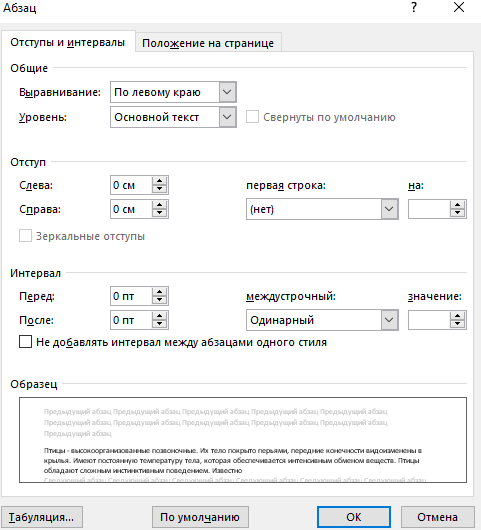 Абзац
?
Отступы и интервалы Положение на странице
Общие
Выравнивание: По левому краю
Уровень: Основной текст Свернуты по умолчанию
Отступ
Слева: 0 см первая строка: на:
Справа: 0 см (нет)
Зеркальные отступы
Интервал
Перед: 0 пт междустрочный: значение:
После: 0 пт Одинарный
Не добавлять интервал между абзацами одного стиля
Образец
Предыдущий абзац Предыдущий абзац Предыдущий абзац Предыдущий абзац Предыдущий абзац
Предыдущий абзац Предыдущий абзац Предыдущий абзац Предыдущий абзац Предыдущий абзац
Предыдущий абзац
Птицы - высокоорганизованные позвоночные. Их тело покрыто перьями, передние конечности видоизменены в
крылья. Имеют постоянную температуру тела, которая обеспечивается интенсивным обменом веществ. Птицы
обладают сложным инстинктивным поведением. Известно
Следующий абзац Следующий абзац Следующий абзац Следующий абзац Следующий абзац
Табуляция... По умолчанию ОК Отмена